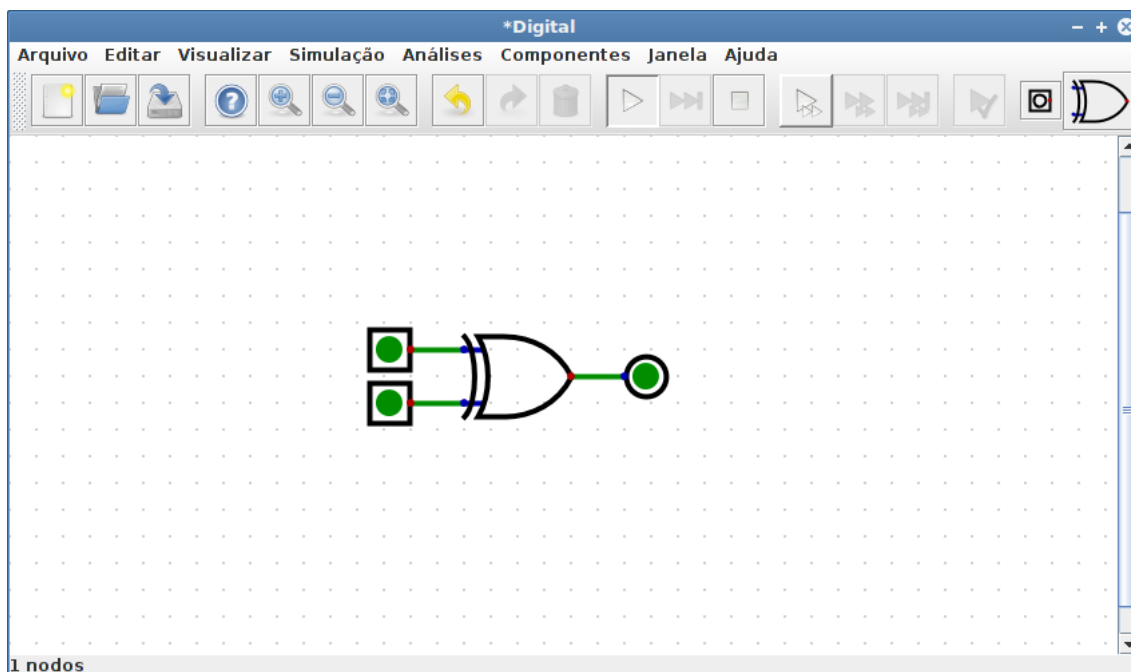 *Digital
Arquivo Editar Visualizar Simulação Análises Componentes Janela Ajuda
1 nodos